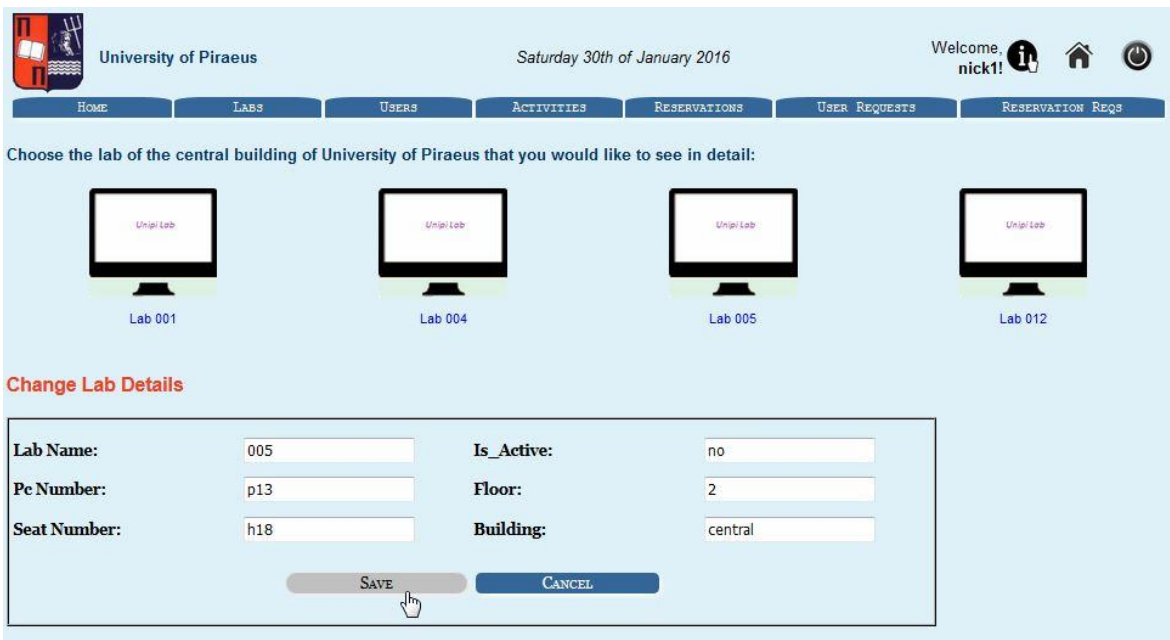 Π
Π
University of Piraeus
Saturday 30th of January 2016
Welcome,
nick1!
i
HOME LABS USERS ACTIVITIES RESERVATIONS USER REQUESTS RESERVATION REQS
Choose the lab of the central building of University of Piraeus that you would like to see in detail:
Unipi Lab Unipi Lab Unipi Lab Unipi Lab
Lab 001 Lab 004 Lab 005 Lab 012
Change Lab Details
Lab Name: 005 Is_Active: no
Pc Number: p13 Floor: 2
Seat Number: h18 Building: central
SAVE CANCEL